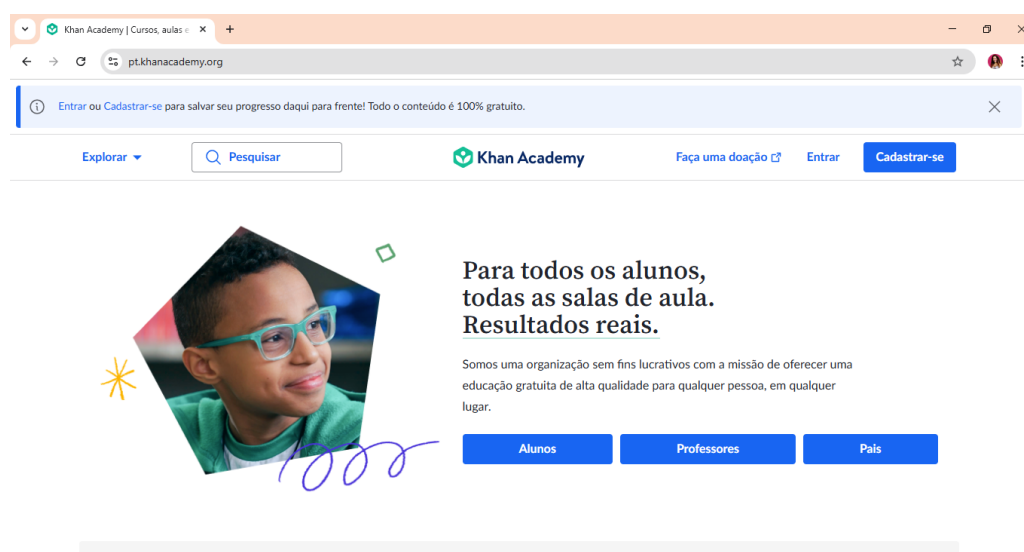 Khan Academy | Cursos, aulas e
pt.khanacademy.org
Entrar ou Cadastrar-se para salvar seu progresso daqui para frente! Todo o conteúdo é 100% gratuito.
Explorar Pesquisar Khan Academy Faça uma doação Entrar Cadastrar-se
Para todos os alunos,
todas as salas de aula.
Resultados reais.
Somos uma organização sem fins lucrativos com a missão de oferecer uma
educação gratuita de alta qualidade para qualquer pessoa, em qualquer
lugar.
Alunos Professores Pais